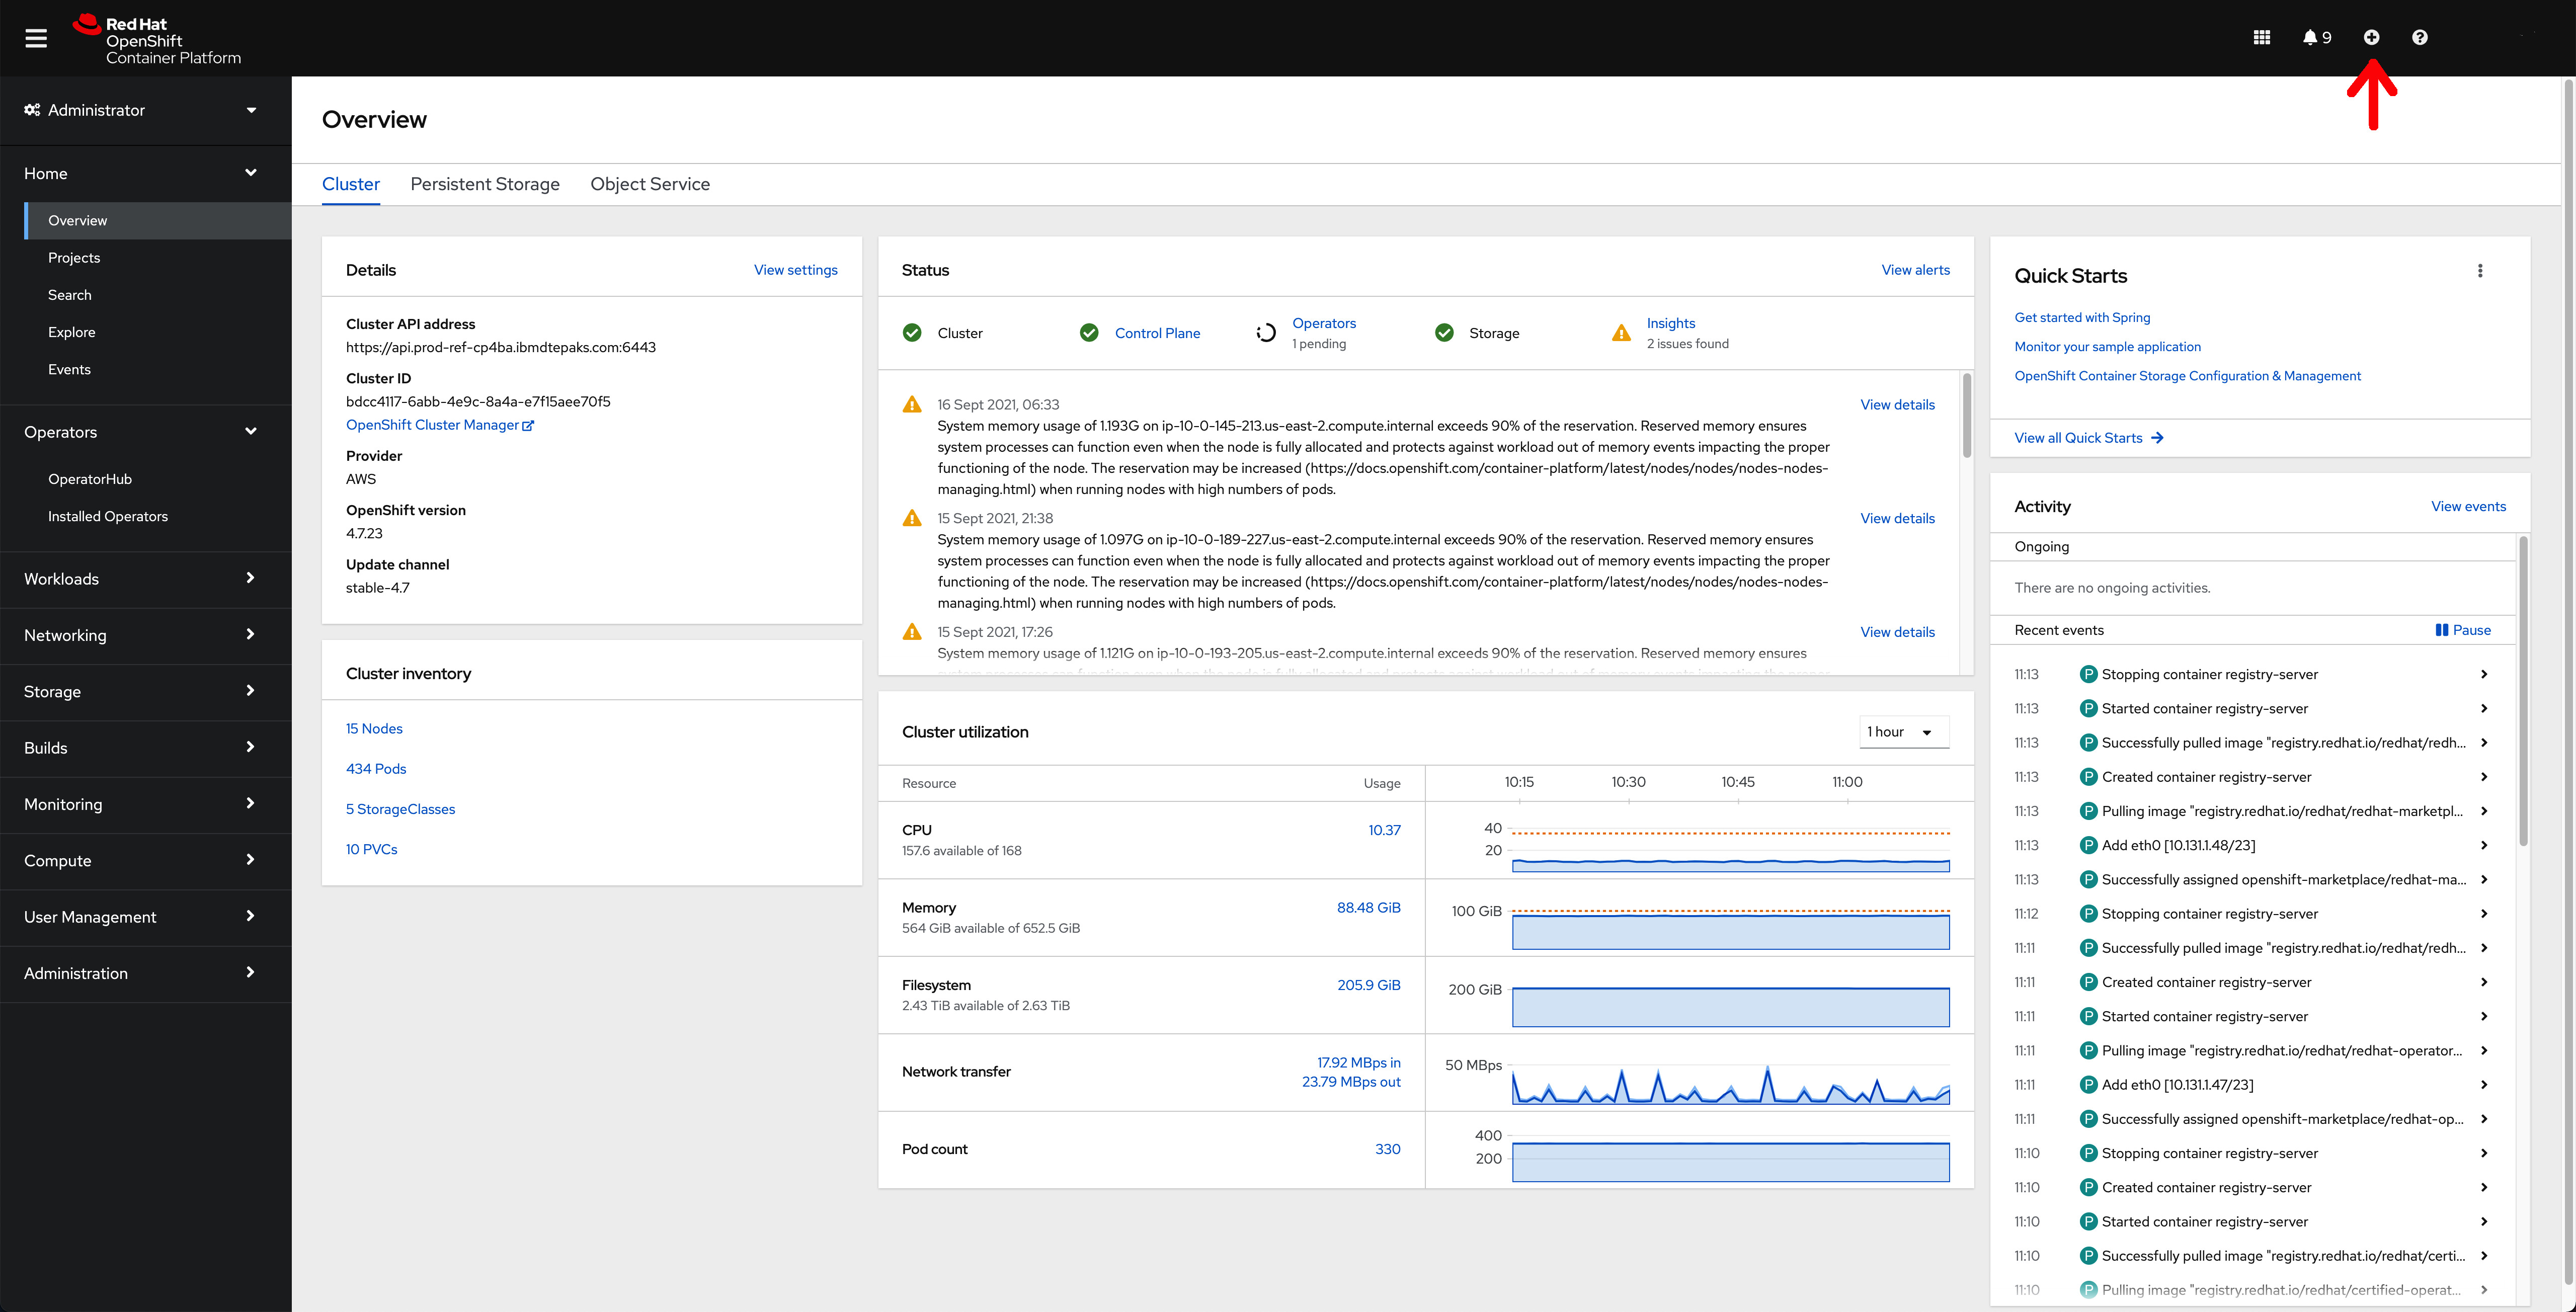 Red Hat
OpenShift
Container Platform
9
Administrator
Home
Overview
Projects
Search
Explore
Events
Operators
OperatorHub
Installed Operators
Workloads
Networking
Storage
Builds
Monitoring
Compute
User Management
Administration
Overview
Cluster Persistent Storage Object Service
Details View settings
Cluster API address
https://api.prod-ref-cp4ba.ibmdtepaks.com:6443
Cluster ID
bdcc4117-6abb-4e9c-8a4a-e7f15aee70f5
OpenShift Cluster Manager
Provider
AWS
OpenShift version
4.7.23
Update channel
stable-4.7
Cluster inventory
15 Nodes
434 Pods
5 StorageClasses
10 PVCs
Status View alerts
Cluster
Control Plane
Operators
1 pending
Storage
Insights
2 issues found
16 Sept 2021, 06:33 View details
System memory usage of 1.193G on ip-10-0-145-213.us-east-2.compute.internal exceeds 90% of the reservation. Reserved memory ensures
system processes can function even when the node is fully allocated and protects against workload out of memory events impacting the proper
functioning of the node. The reservation may be increased (https://docs.openshift.com/container-platform/latest/nodes/nodes/nodes-nodes-
managing.html) when running nodes with high numbers of pods.
15 Sept 2021, 21:38 View details
System memory usage of 1.097G on ip-10-0-189-227.us-east-2.compute.internal exceeds 90% of the reservation. Reserved memory ensures
system processes can function even when the node is fully allocated and protects against workload out of memory events impacting the proper
functioning of the node. The reservation may be increased (https://docs.openshift.com/container-platform/latest/nodes/nodes/nodes-nodes-
managing.html) when running nodes with high numbers of pods.
15 Sept 2021, 17:26 View details
System memory usage of 1.121G on ip-10-0-193-205.us-east-2.compute.internal exceeds 90% of the reservation. Reserved memory ensures
system processes can function even when the node is fully allocated and protects against workload out of memory events impacting the proper
Cluster utilization 1 hour
Resource Usage 10:15 10:30 10:45 11:00
CPU 10.37
157.6 available of 168
40
20
Memory 88.48 GiB
564 GiB available of 652.5 GiB
100 GiB
Filesystem 205.9 GiB
2.43 TiB available of 2.63 TiB
200 GiB
Network transfer
17.92 MBps in
23.79 MBps out
50 MBps
Pod count 330
400
200
Quick Starts
Get started with Spring
Monitor your sample application
OpenShift Container Storage Configuration & Management
View all Quick Starts
Activity View events
Ongoing
There are no ongoing activities.
Recent events Pause
11:13 P Stopping container registry-server
11:13 P Started container registry-server
11:13 P Successfully pulled image "registry.redhat.io/redhat/redh...
11:13 P Created container registry-server
11:13 P Pulling image "registry.redhat.io/redhat/redhat-marketpl...
11:13 P Add eth0 [10.131.1.48/23]
11:13 P Successfully assigned openshift-marketplace/redhat-ma...
11:12 P Stopping container registry-server
11:11 P Successfully pulled image "registry.redhat.io/redhat/redh...
11:11 P Created container registry-server
11:11 P Started container registry-server
11:11 P Pulling image "registry.redhat.io/redhat/redhat-operator...
11:11 P Add eth0 [10.131.1.47/23]
11:11 P Successfully assigned openshift-marketplace/redhat-op...
11:10 P Stopping container registry-server
11:10 P Created container registry-server
11:10 P Started container registry-server
11:10 P Successfully pulled image "registry.redhat.io/redhat/certi...
11:10 P Pulling image "registry.redhat.io/redhat/certified-operat...